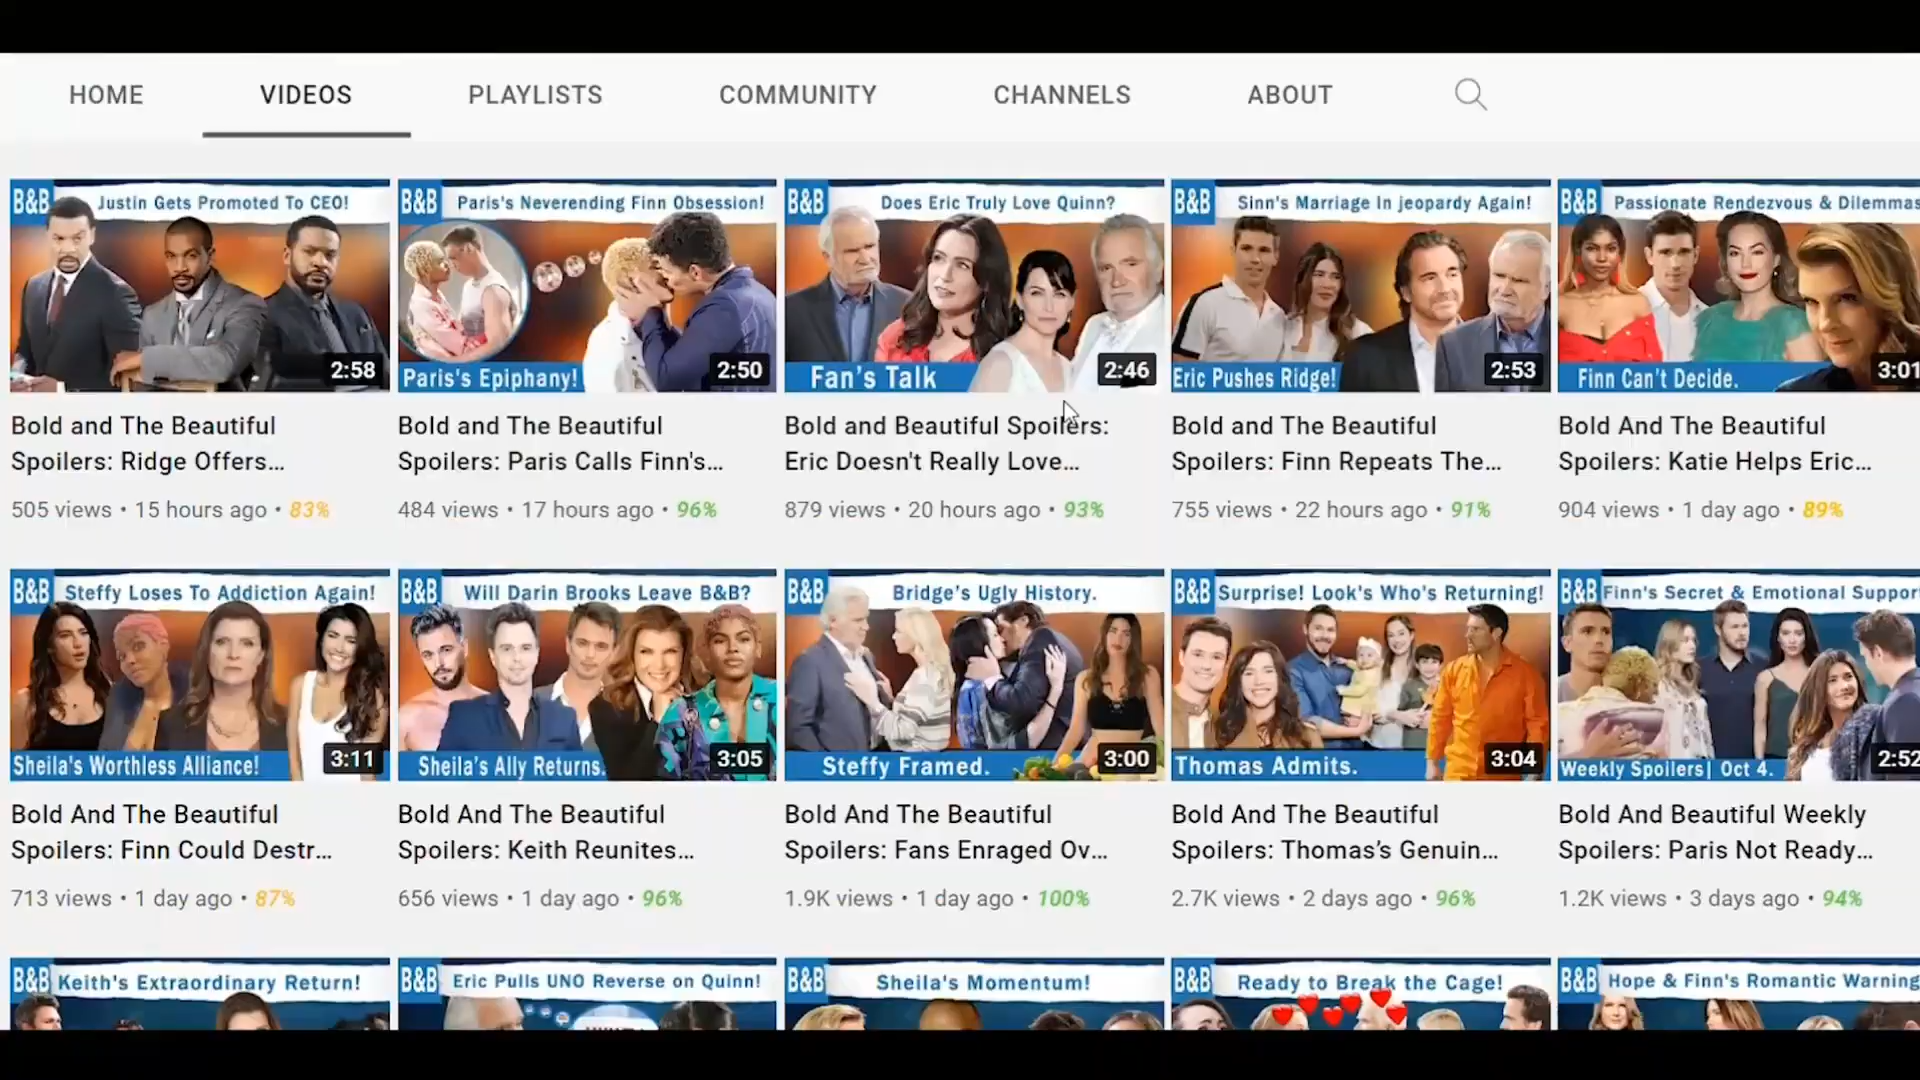 HOME VIDEOS PLAYLISTS COMMUNITY CHANNELS ABOUT
B&B Justin Gets Promoted To CEO!
2:58
Bold and The Beautiful
Spoilers: Ridge Offers...
505 views • 15 hours ago • 83%
B&B Paris's Neverending Finn Obsession!
Paris's Epiphany!
2:50
Bold and The Beautiful
Spoilers: Paris Calls Finn's...
484 views • 17 hours ago • 96%
B&B Does Eric Truly Love Quinn?
Fan's Talk
2:46
Bold and Beautiful Spoilers:
Eric Doesn't Really Love...
879 views • 20 hours ago • 93%
B&B Sinn's Marriage In jeopardy Again!
Eric Pushes Ridge!
2:53
Bold and The Beautiful
Spoilers: Finn Repeats The...
755 views • 22 hours ago • 91%
B&B Passionate Rendezvous & Dilemmas
Finn Can't Decide.
3:01
Bold And The Beautiful
Spoilers: Katie Helps Eric...
904 views • 1 day ago • 89%
B&B Steffy Loses To Addiction Again!
Sheila's Worthless Alliance!
3:11
Bold And The Beautiful
Spoilers: Finn Could Destr...
713 views • 1 day ago • 87%
B&B Will Darin Brooks Leave B&B?
Sheila's Ally Returns.
3:05
Bold And The Beautiful
Spoilers: Keith Reunites...
656 views • 1 day ago • 96%
B&B Bridge's Ugly History.
Steffy Framed.
3:00
Bold And The Beautiful
Spoilers: Fans Enraged Ov...
1.9K views • 1 day ago • 100%
B&B Surprise! Look's Who's Returning!
Thomas Admits.
3:04
Bold And The Beautiful
Spoilers: Thomas's Genuin...
2.7K views • 2 days ago • 96%
B&B Finn's Secret & Emotional Suppor
Weekly Spoilers| Oct 4.
2:52
Bold And Beautiful Weekly
Spoilers: Paris Not Ready...
1.2K views • 3 days ago • 94%
B&B Keith's Extraordinary Return!
B&B Eric Pulls UNO Reverse on Quinn!
B&B Sheila's Momentum!
B&B Ready to Break the Cage!
B&B Hope & Finn's Romantic Warning